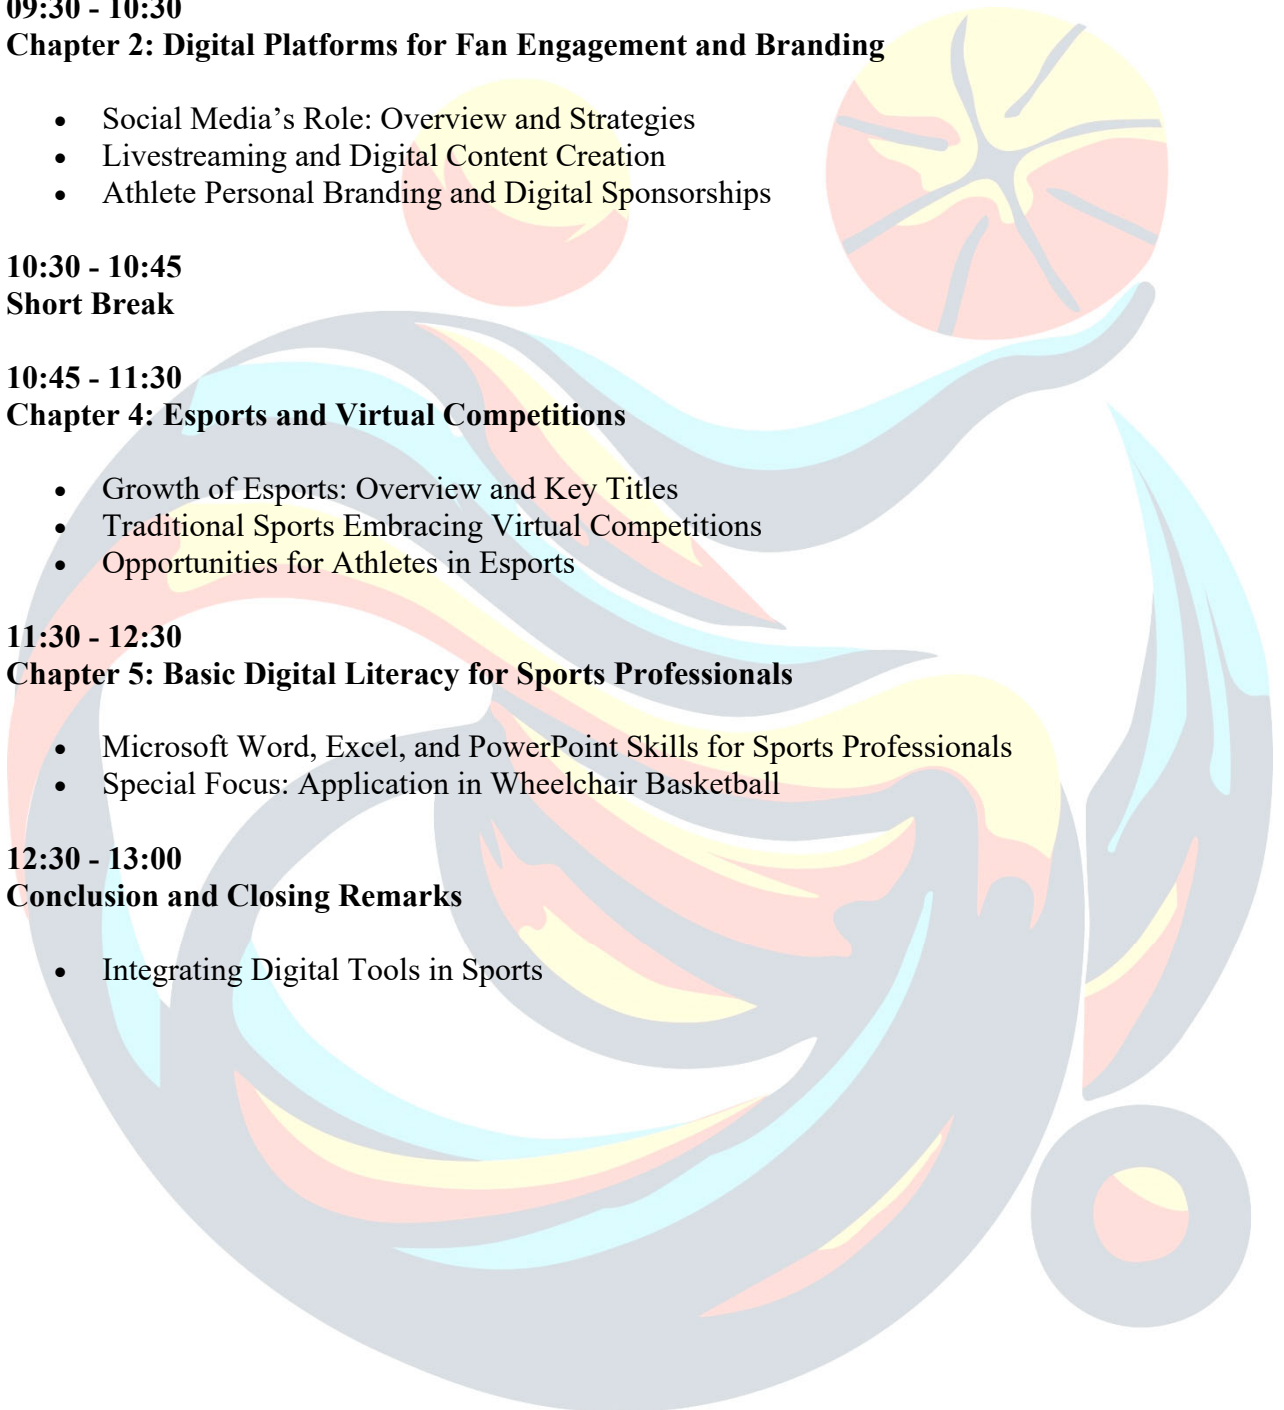 09:30 - 10:30
Chapter 2: Digital Platforms for Fan Engagement and Branding
• Social Media’s Role: Overview and Strategies
• Livestreaming and Digital Content Creation
• Athlete Personal Branding and Digital Sponsorships
10:30 - 10:45
Short Break
10:45 - 11:30
Chapter 4: Esports and Virtual Competitions
• Growth of Esports: Overview and Key Titles
• Traditional Sports Embracing Virtual Competitions
• Opportunities for Athletes in Esports
11:30 - 12:30
Chapter 5: Basic Digital Literacy for Sports Professionals
• Microsoft Word, Excel, and PowerPoint Skills for Sports Professionals
• Special Focus: Application in Wheelchair Basketball
12:30 - 13:00
Conclusion and Closing Remarks
• Integrating Digital Tools in Sports